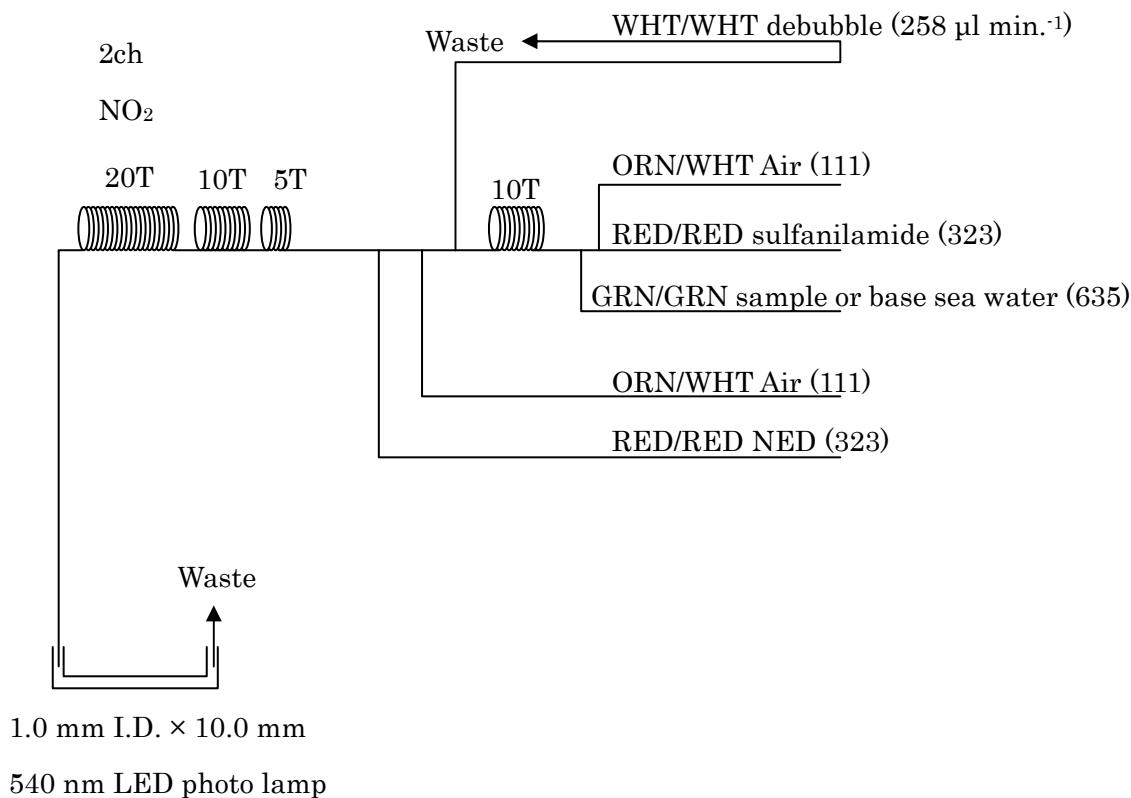 WHT/WHT debubble (258 µl min.-1)
Waste
2ch
NO2
20T
10T
5T
10T
ORN/WHT Air (111)
RED/RED sulfanilamide (323)
GRN/GRN sample or base sea water (635)
ORN/WHT Air (111)
RED/RED NED (323)
Waste
1.0 mm I.D. × 10.0 mm
540 nm LED photo lamp